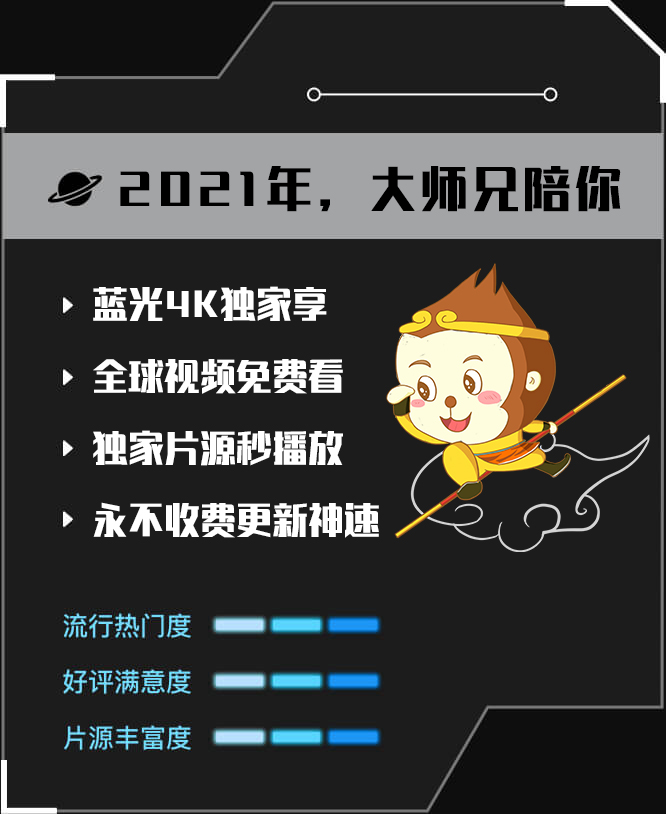 2021年，大师兄陪你
蓝光4K独家享
全球视频免费看
独家片源秒播放
永不收费更新神速
流行热门度
好评满意度
片源丰富度